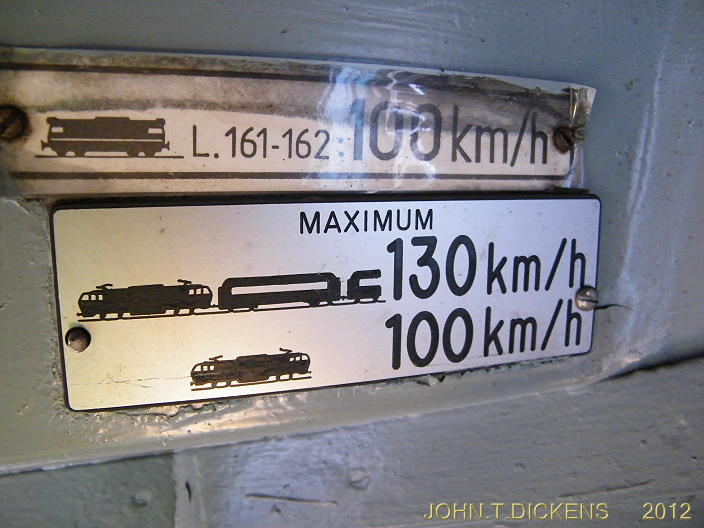 L. 161-162: 100 km/h
MAXIMUM
130 km/h
100 km/h
JOHN.T.DICKENS 2012